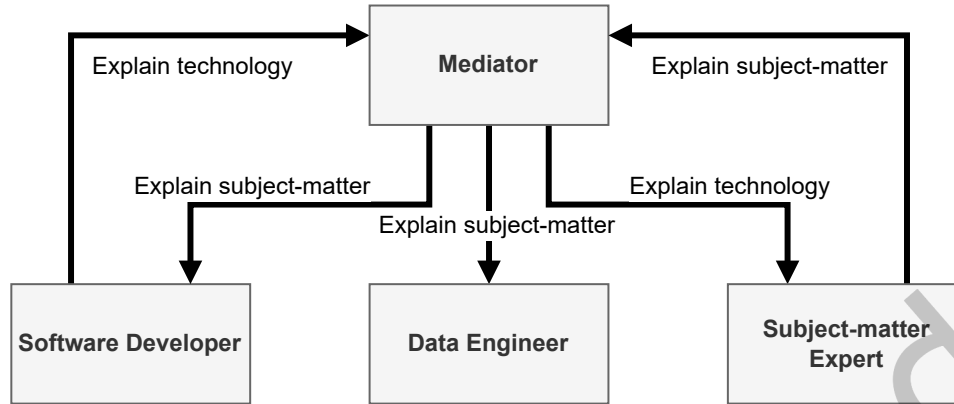 Mediator
Explain technology
Explain subject-matter
Explain subject-matter
Explain technology
Explain subject-matter
Software Developer
Data Engineer
Subject-matter
Expert